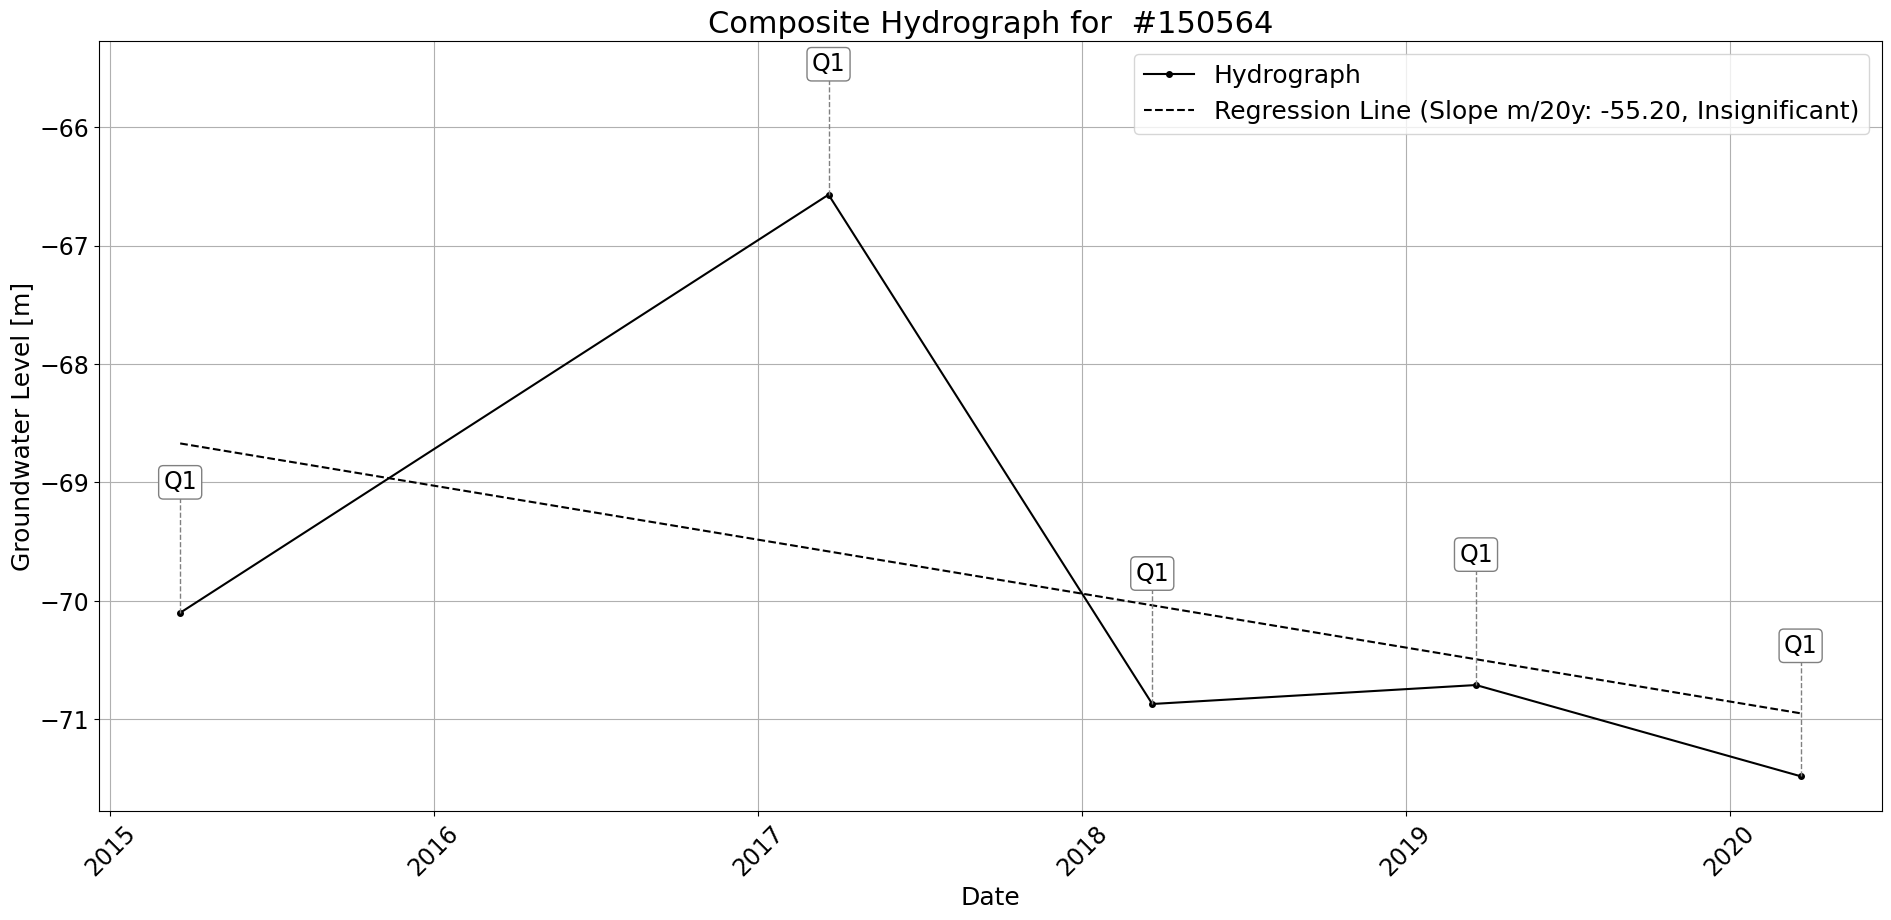 Composite Hydrograph for  #150564
Hydrograph
Regression Line (Slope m/20y: -55.20, Insignificant)
Q1
Q1
Q1
Q1
Q1
−66
−67
−68
−69
−70
−71
Groundwater Level [m]
2015
2016
2017
2018
2019
2020
Date